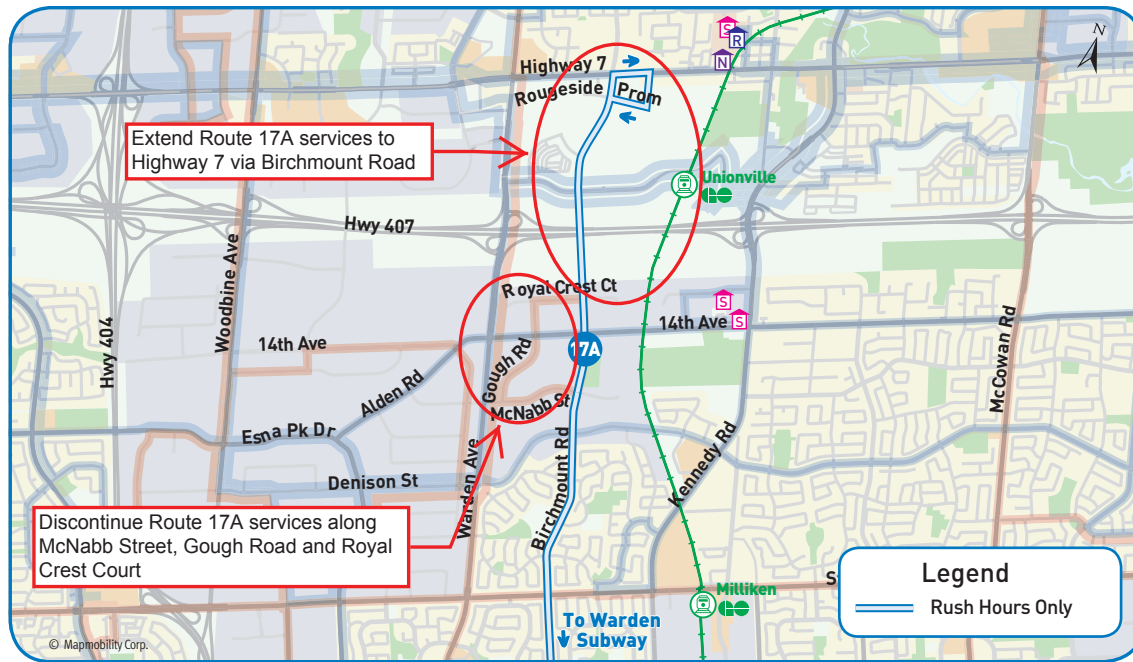 N
S
R
N
Highway 7
Rougeside
Prom
Extend Route 17A services to
Highway 7 via Birchmount Road
Unionville
Hwy 407
Woodbine Ave
Hwy 404
Royal Crest Ct
S
S
14th Ave
14th Ave
17A
McCowan Rd
Gough Rd
Alden Rd
McNabb St
Esna Pk Dr
Kennedy Rd
Denison St
Warden Ave
Birchmount Rd
Discontinue Route 17A services along
McNabb Street, Gough Road and Royal
Crest Court
Milliken
S
To Warden
Subway
Legend
Rush Hours Only
© Mapmobility Corp.